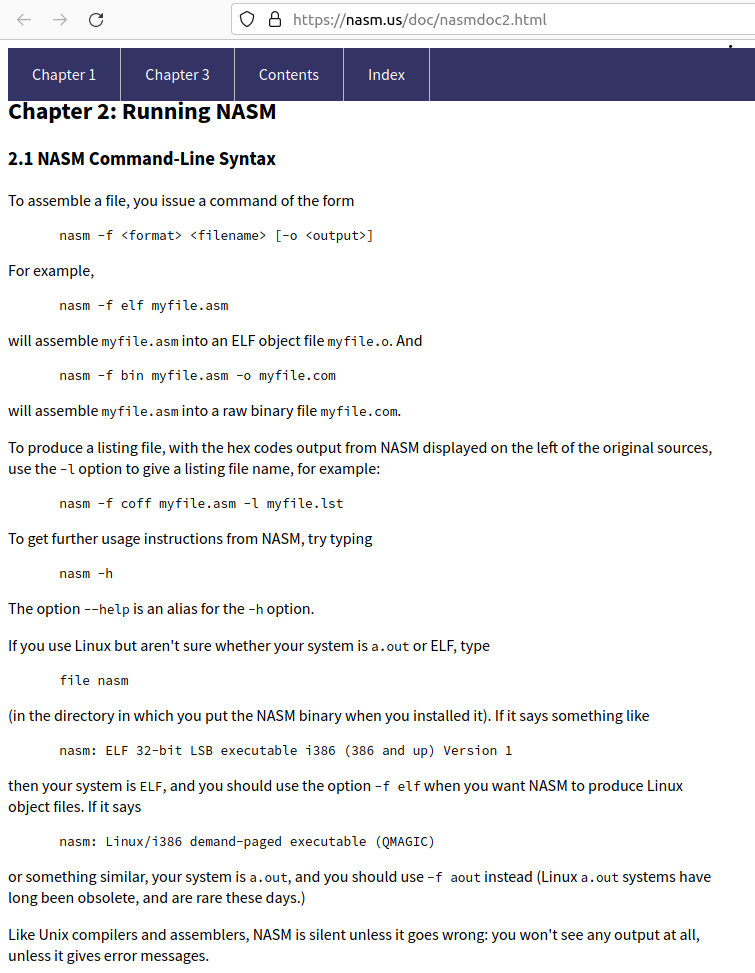 https://nasm.us/doc/nasmdoc2.html
Chapter 1 Chapter 3 Contents Index
Chapter 2: Running NASM
2.1 NASM Command-Line Syntax
To assemble a file, you issue a command of the form
nasm -f <format> <filename> [-o <output>]
For example,
nasm -f elf myfile.asm
will assemble myfile.asm into an ELF object file myfile.o. And
nasm -f bin myfile.asm -o myfile.com
will assemble myfile.asm into a raw binary file myfile.com.
To produce a listing file, with the hex codes output from NASM displayed on the left of the original sources,
use the -l option to give a listing file name, for example:
nasm -f coff myfile.asm -l myfile.lst
To get further usage instructions from NASM, try typing
nasm -h
The option --help is an alias for the -h option.
If you use Linux but aren't sure whether your system is a.out or ELF, type
file nasm
(in the directory in which you put the NASM binary when you installed it). If it says something like
nasm: ELF 32-bit LSB executable i386 (386 and up) Version 1
then your system is ELF, and you should use the option -f elf when you want NASM to produce Linux
object files. If it says
nasm: Linux/i386 demand-paged executable (QMAGIC)
or something similar, your system is a.out, and you should use -f aout instead (Linux a.out systems have
long been obsolete, and are rare these days.)
Like Unix compilers and assemblers, NASM is silent unless it goes wrong: you won't see any output at all,
unless it gives error messages.